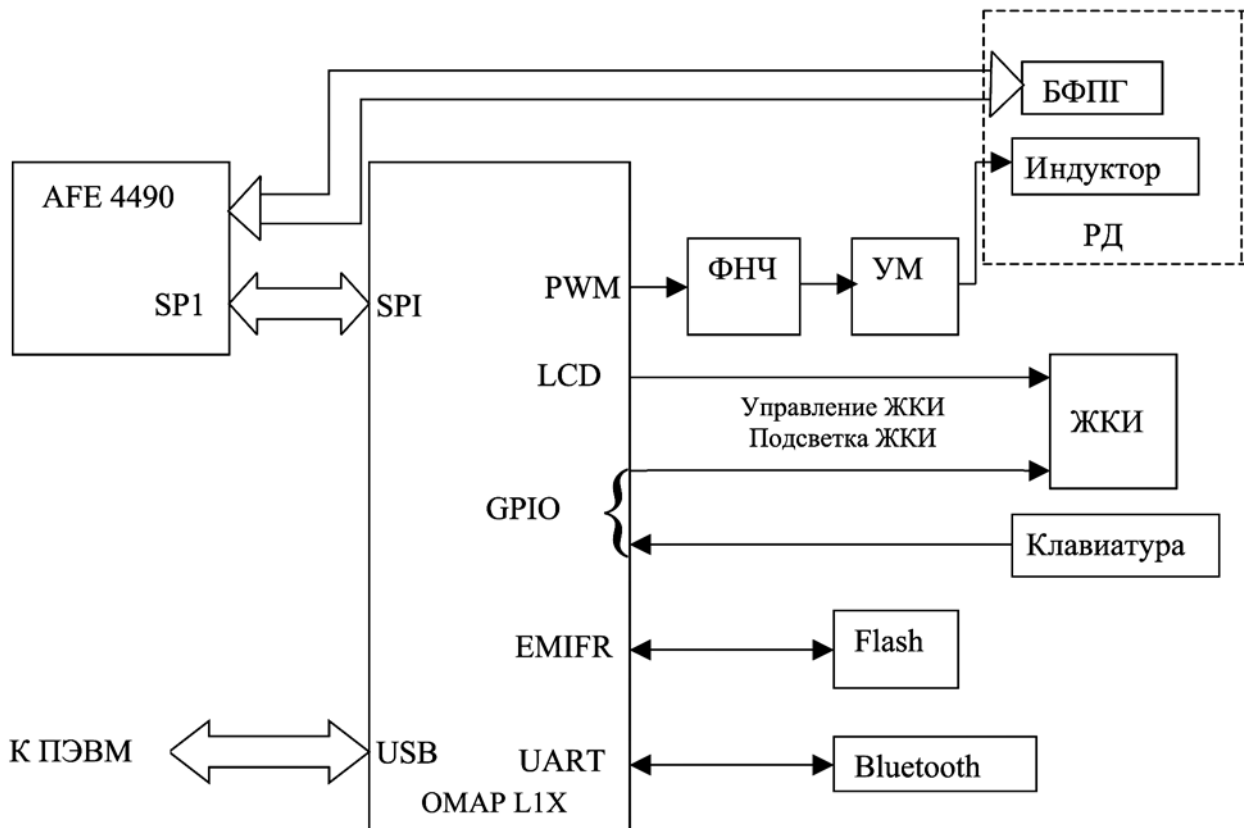 БФПГ
AFE 4490
Индуктор
РД
ФНЧ
УМ
SP1
SPI
PWM
LCD
Управление ЖКИ
Подсветка ЖКИ
ЖКИ
GPIO
Клавиатура
EMIFR
Flash
К ПЭВМ
USB
UART
Bluetooth
OMAP L1X